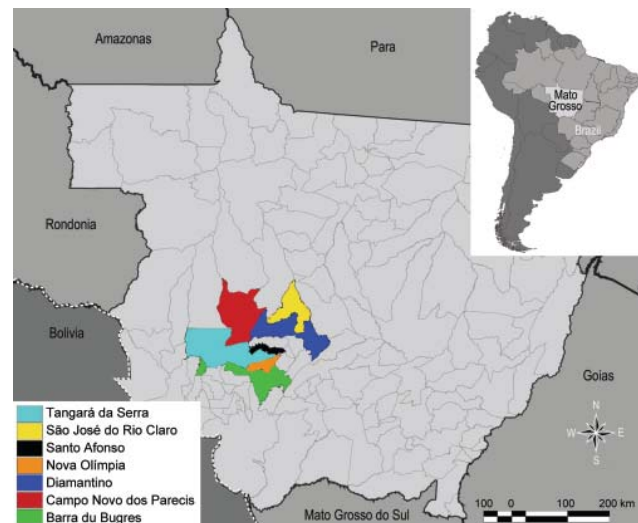 Amazonas
Para
Mato
Grosso
Brazil
Rondonia
Bolivia
Goias
N
W E
S
Tangará da Serra
São José do Rio Claro
Santo Afonso
Nova Olímpia
Diamantino
Campo Novo dos Parecis
Barra du Bugres
Mato Grosso do Sul
100 0 100 200 km